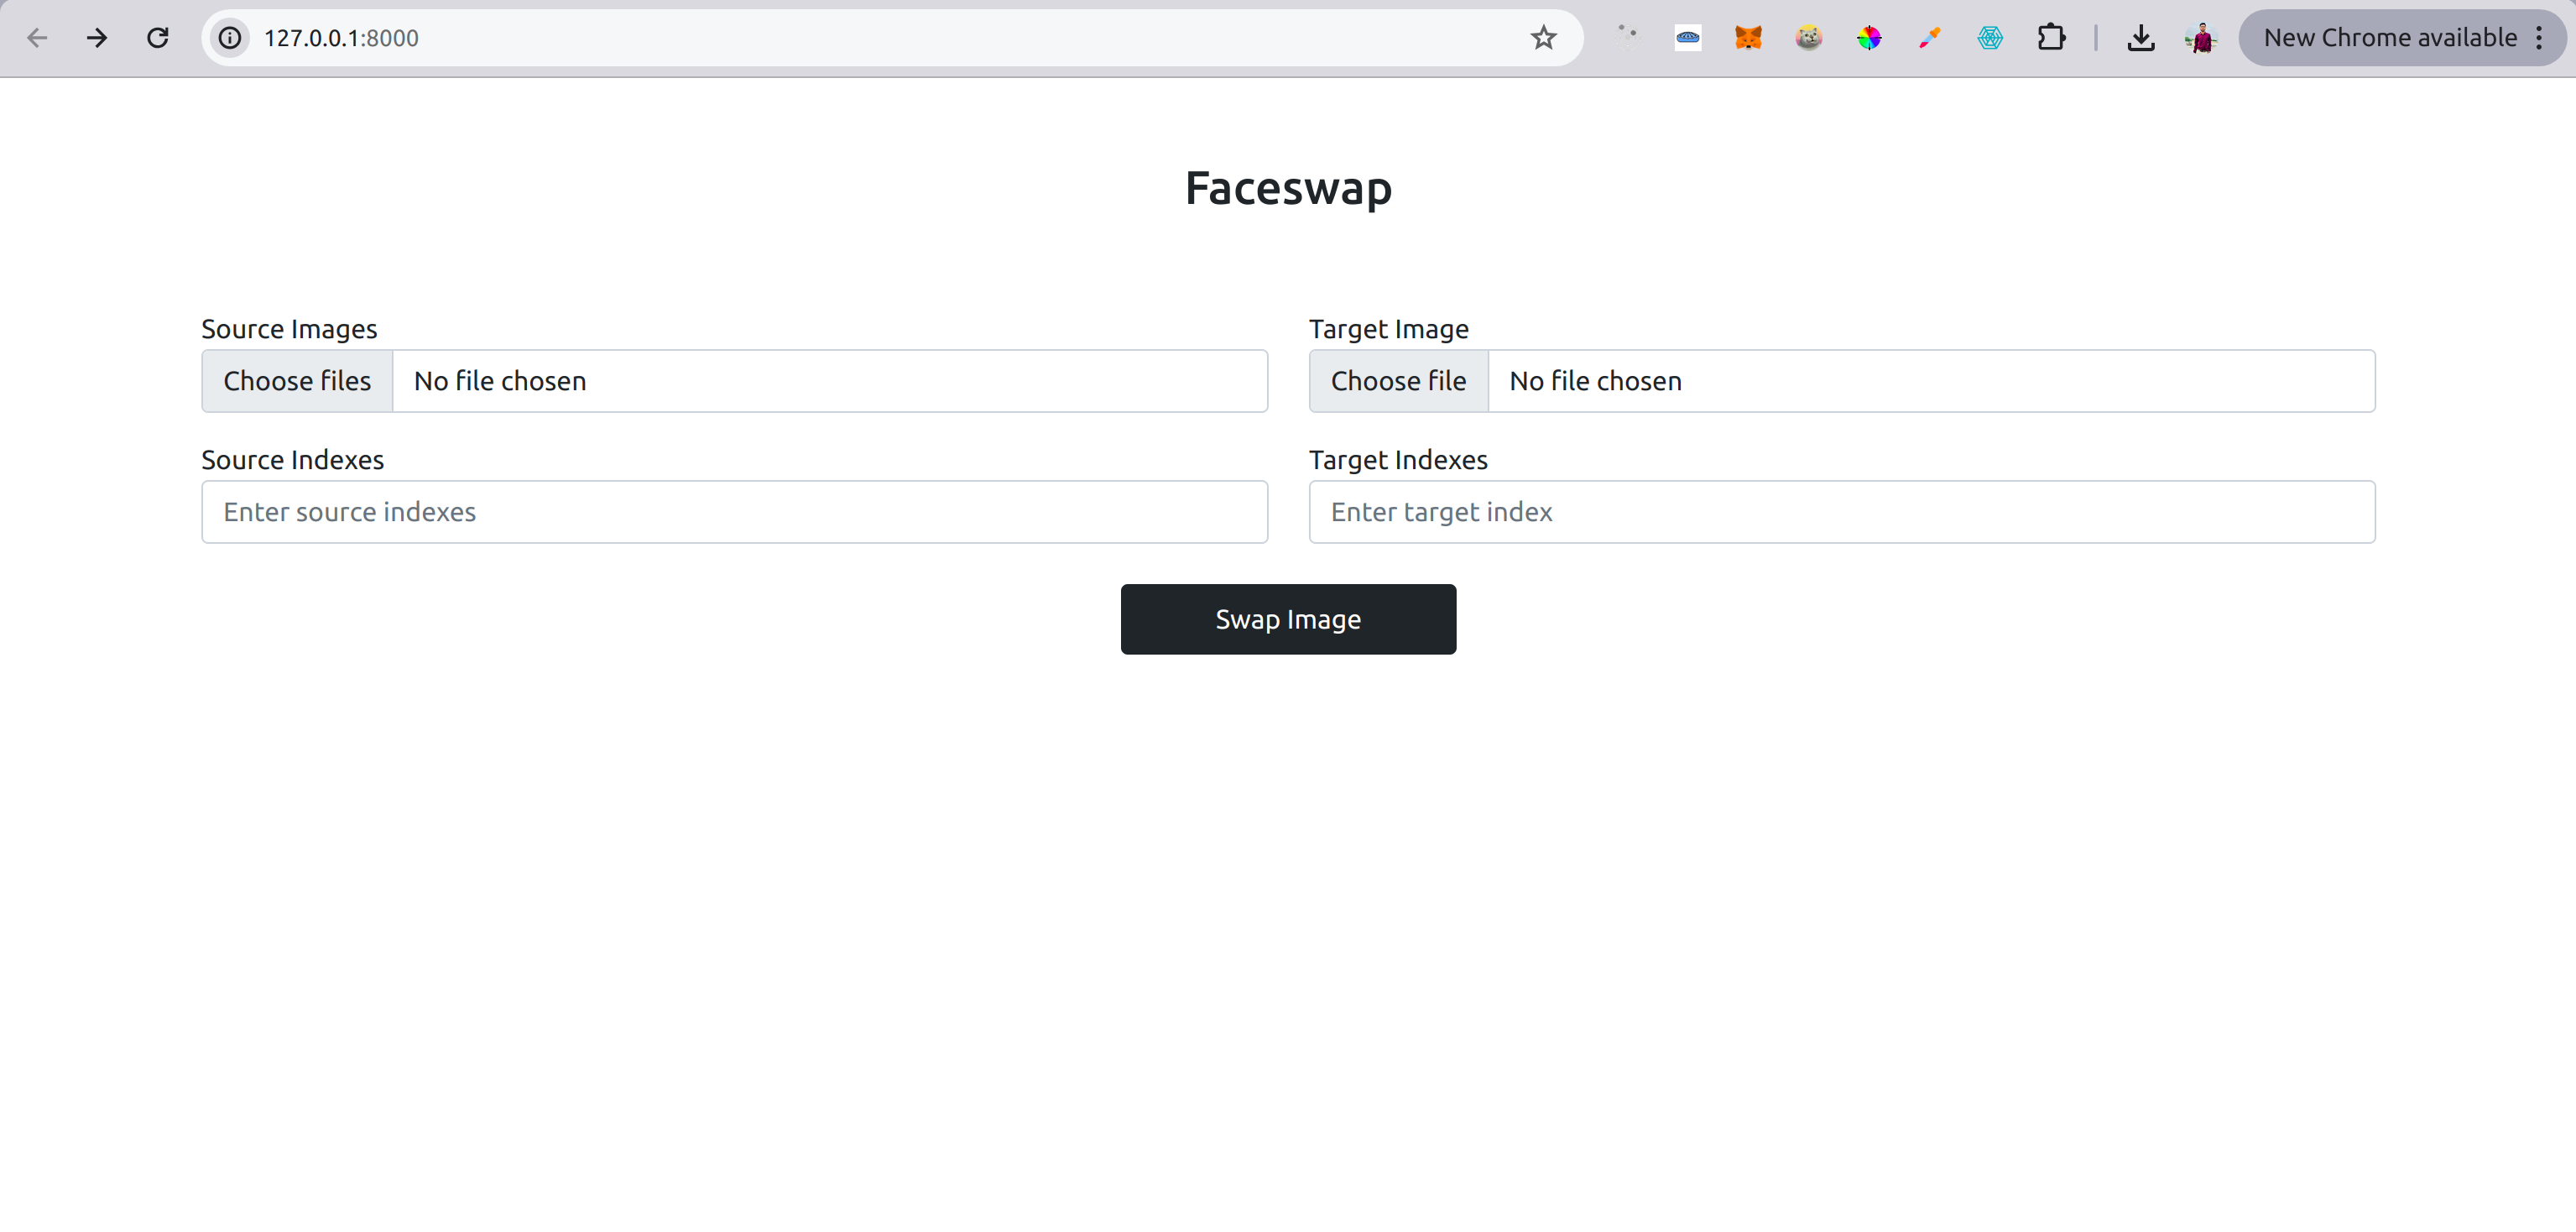 127.0.0.1:8000
New Chrome available
Faceswap
Source Images
Target Image
Choose files No file chosen
Choose file No file chosen
Source Indexes
Target Indexes
Enter source indexes
Enter target index
Swap Image